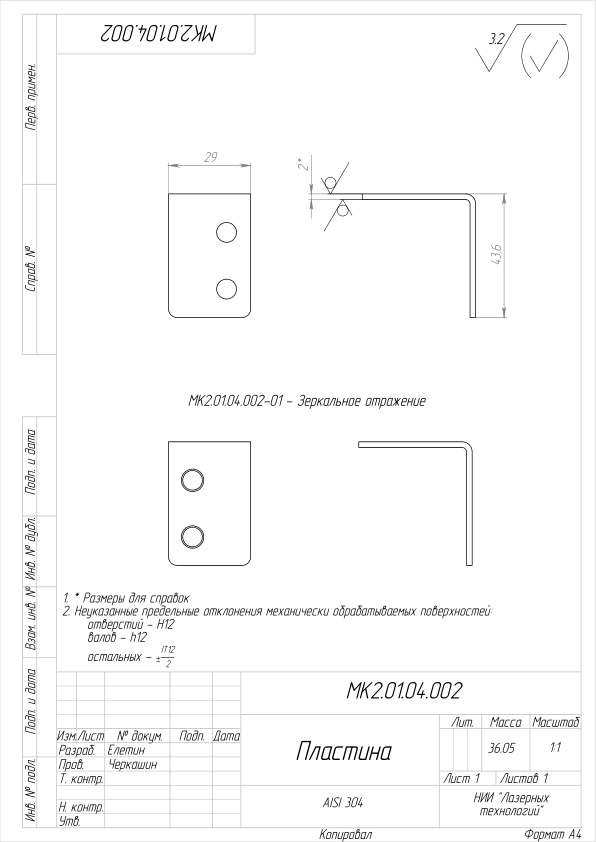 МК2.01.04.002
3.2
Перв. примен.
Справ. №
29
2*
43,6
МК2.01.04.002-01 - Зеркальное отражение
Подп. и дата
Инв. № дубл.
Взам. инв. №
Подп. и дата
Инв. № подл.
1. * Размеры для справок
2. Неуказанные предельные отклонения механически обрабатываемых поверхностей:
отверстий - H12
валов - h12
остальных - ± IT12
2
МК2.01.04.002
Изм. Лист № докум. Подп. Дата
Разраб. Елетин
Пров. Черкашин
Т. контр.
Н. контр.
Утв.
Пластина
Лит. Масса Масштаб
36.05 1:1
Лист 1 Листов 1
AISI 304
НИИ "Лазерных
технологий"
Копировал Формат А4